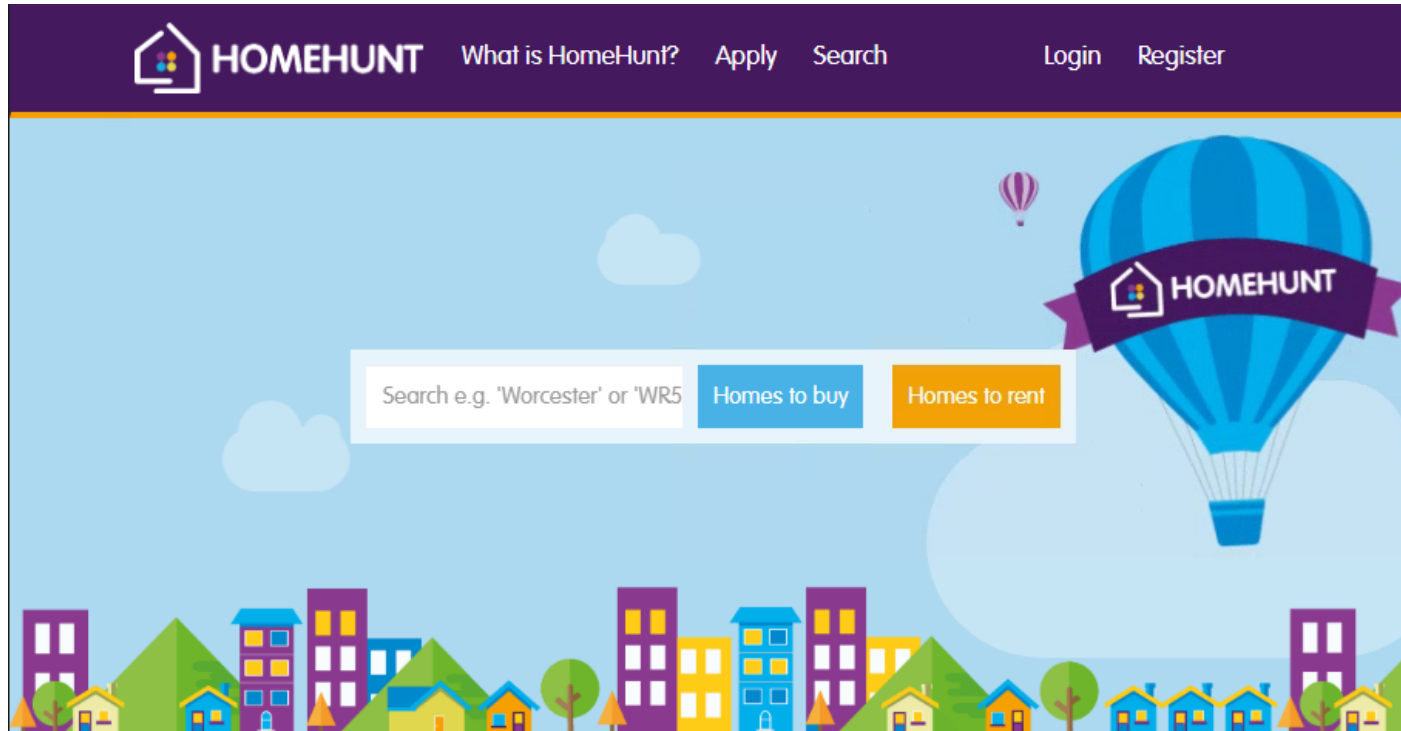 HOMEHUNT What is HomeHunt? Apply Search Login Register
HOMEHUNT
Search e.g. 'Worcester' or 'WR5 Homes to buy Homes to rent